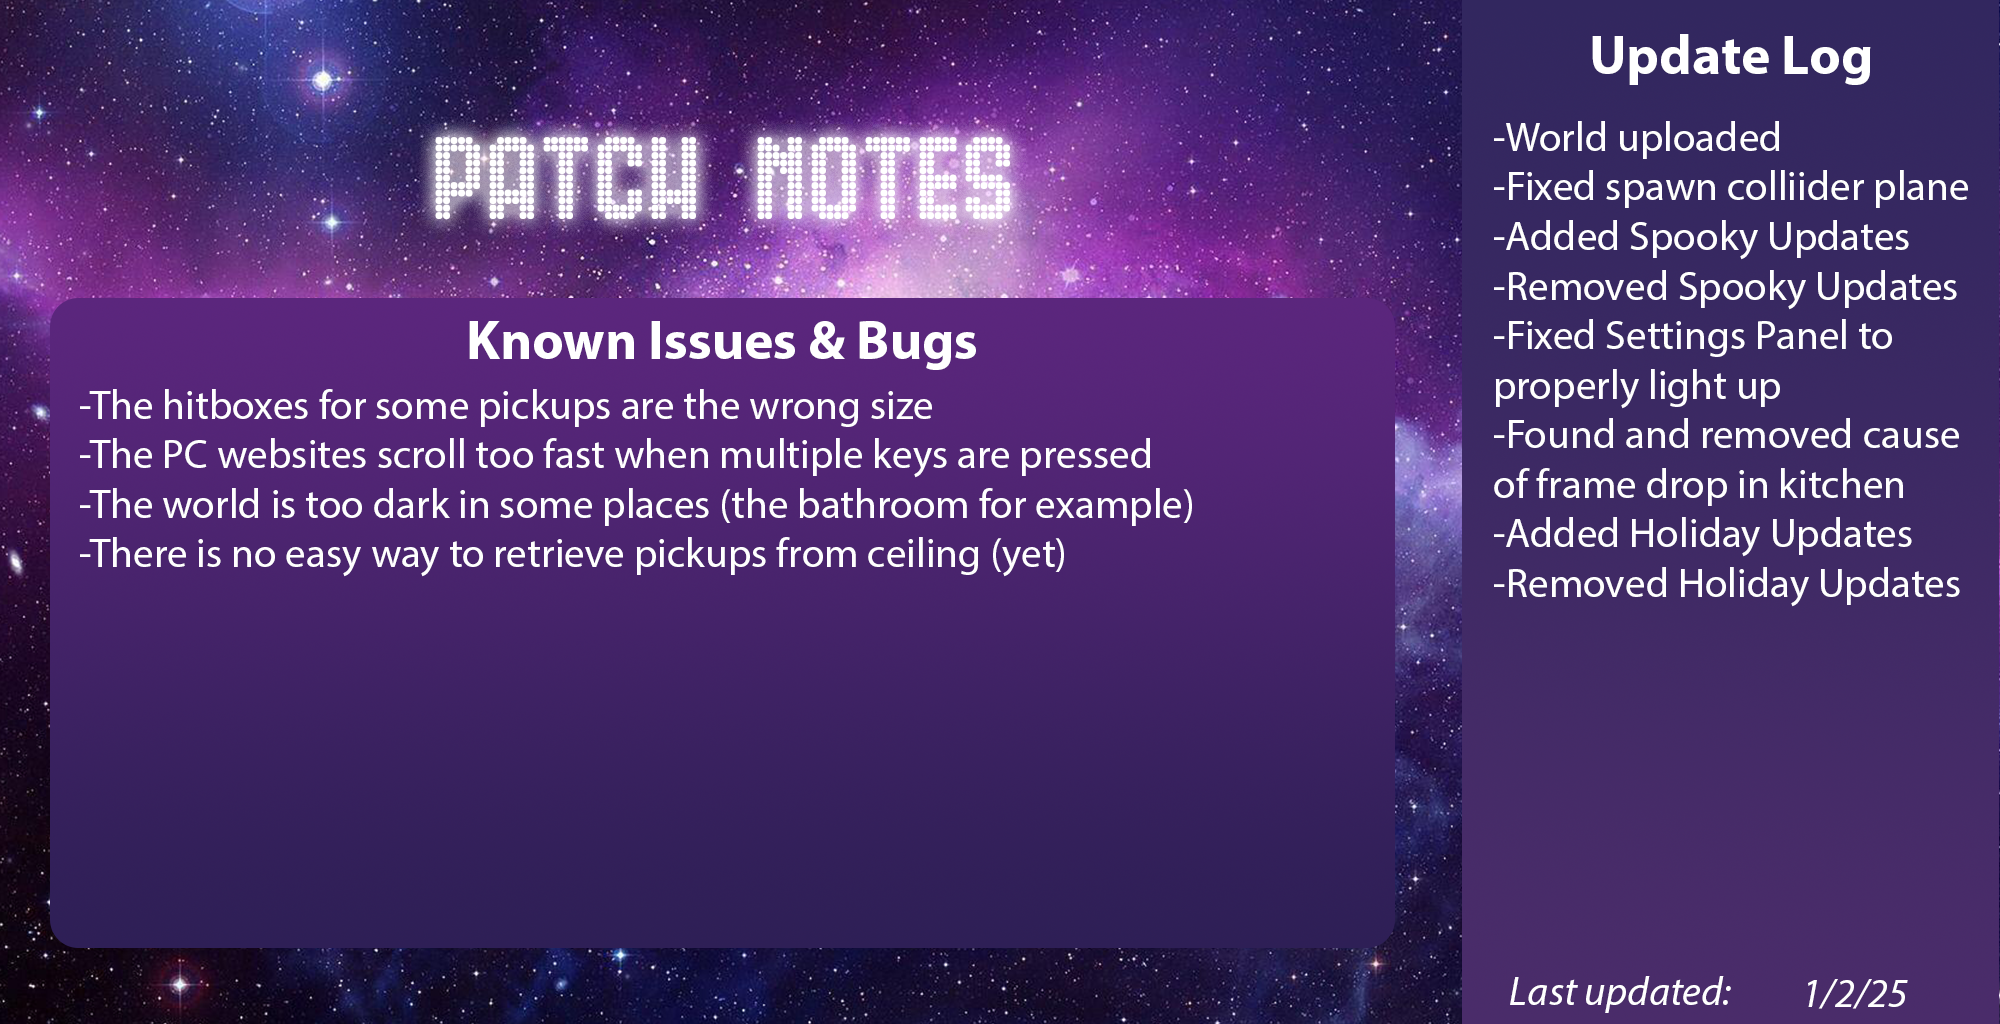 PATCH NOTES
Known Issues & Bugs
-The hitboxes for some pickups are the wrong size
-The PC websites scroll too fast when multiple keys are pressed
-The world is too dark in some places (the bathroom for example)
-There is no easy way to retrieve pickups from ceiling (yet)
Update Log
-World uploaded
-Fixed spawn colliider plane
-Added Spooky Updates
-Removed Spooky Updates
-Fixed Settings Panel to
properly light up
-Found and removed cause
of frame drop in kitchen
-Added Holiday Updates
-Removed Holiday Updates
Last updated: 1/2/25